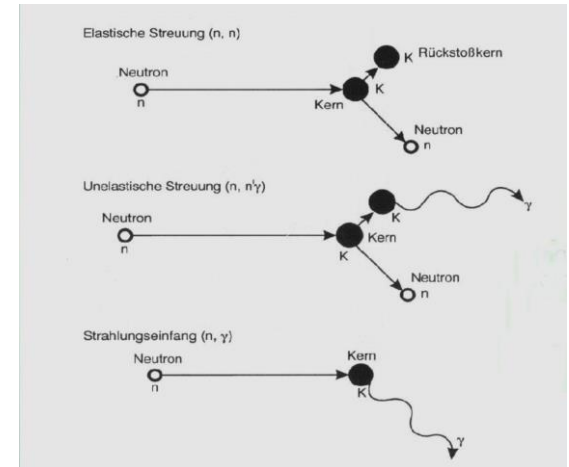 Elastische Streuung (n, n)
K Rückstoßkern
Neutron
n
Kern
K
Neutron
n
Unelastische Streuung (n, n'γ)
Neutron
n
K
γ
Kern
K
Neutron
n
Strahlungseinfang (n, γ)
Neutron
n
Kern
K
γ